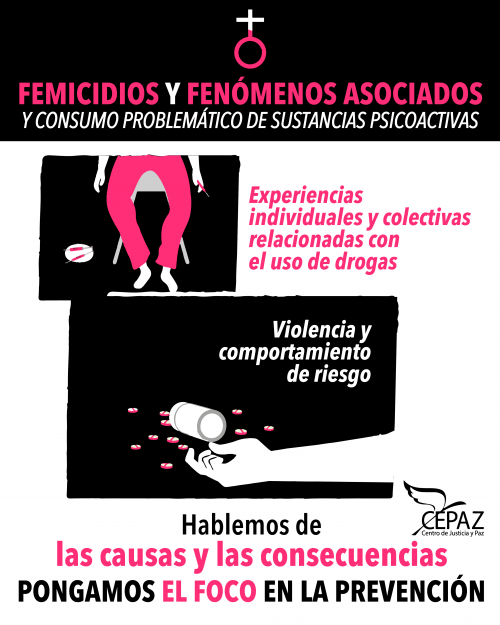 FEMICIDIOS Y FENÓMENOS ASOCIADOS
Y CONSUMO PROBLEMÁTICO DE SUSTANCIAS PSICOACTIVAS
Experiencias
individuales y colectivas
relacionadas con
el uso de drogas
Violencia y
comportamiento
de riesgo
CEPAZ
Centro de Justicia y Paz
Hablemos de
las causas y las consecuencias
PONGAMOS EL FOCO EN LA PREVENCIÓN